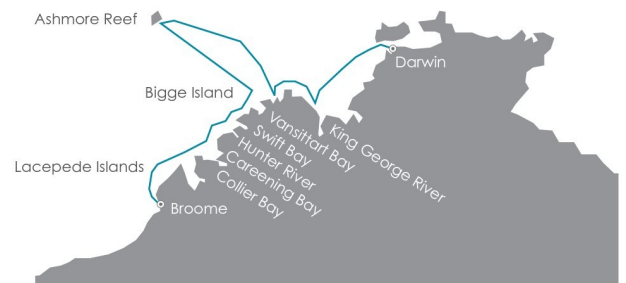 Ashmore Reef
Darwin
Bigge Island
King George River
Vansittart Bay
Swift Bay
Hunter River
Careening Bay
Collier Bay
Lacepede Islands
Broome